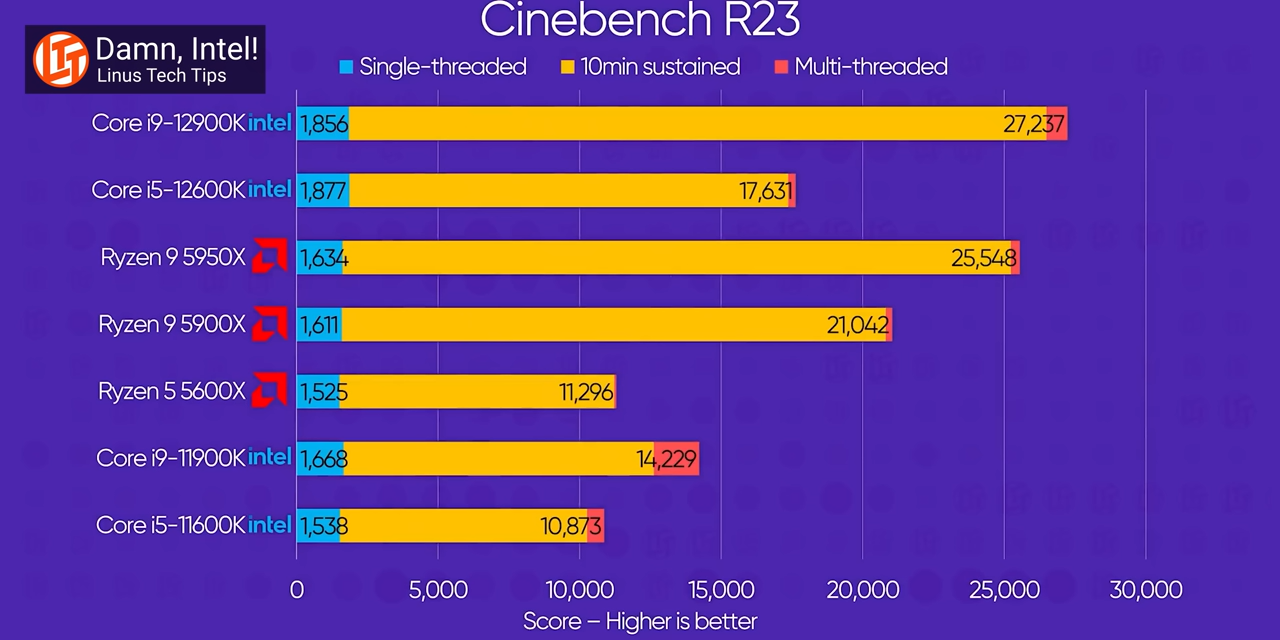 Cinebench R23
Damn, Intel!
Linus Tech Tips
Single-threaded 10min sustained Multi-threaded
Core i9-12900K intel 1,856 27,237
Core i5-12600K intel 1,877 17,631
Ryzen 9 5950X 1,634 25,548
Ryzen 9 5900X 1,611 21,042
Ryzen 5 5600X 1,525 11,296
Core i9-11900K intel 1,668 14,229
Core i5-11600K intel 1,538 10,873
0 5,000 10,000 15,000 20,000 25,000 30,000
Score – Higher is better